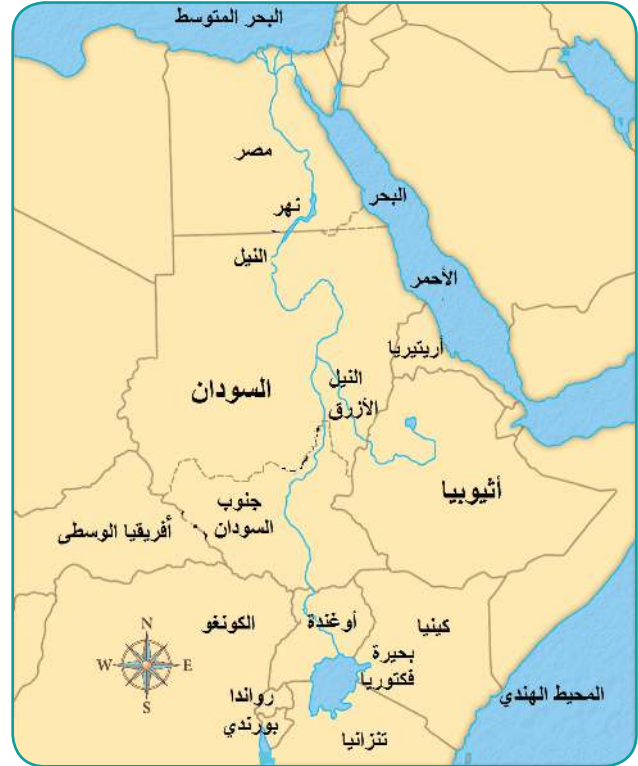 البحر المتوسط
مصر
نهر
النيل
البحر
الأحمر
أريتيريا
النيل
الأزرق
السودان
أثيوبيا
جنوب
السودان
أفريقيا الوسطى
الكونغو
أوغندة
كينيا
بحيرة
فكتوريا
رواندا
بورندي
تنزانيا
المحيط الهندي
N
W
E
S